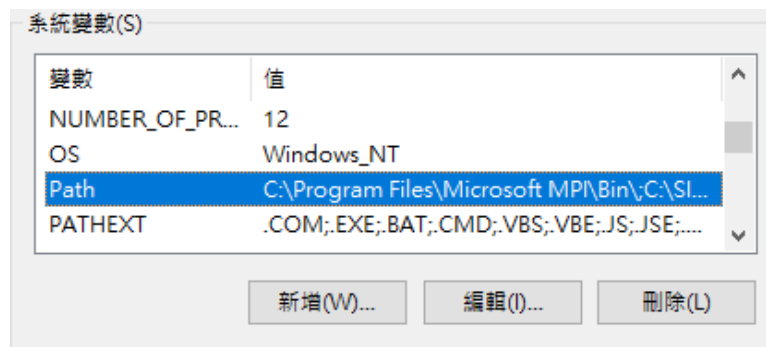 系統變數(S)
變數 值
NUMBER_OF_PR... 12
OS Windows_NT
Path C:\Program Files\Microsoft MPI\Bin\;C:\SI...
PATHEXT .COM;.EXE;.BAT;.CMD;.VBS;.VBE;.JS;.JSE;....
新增(W)... 編輯(I)... 刪除(L)